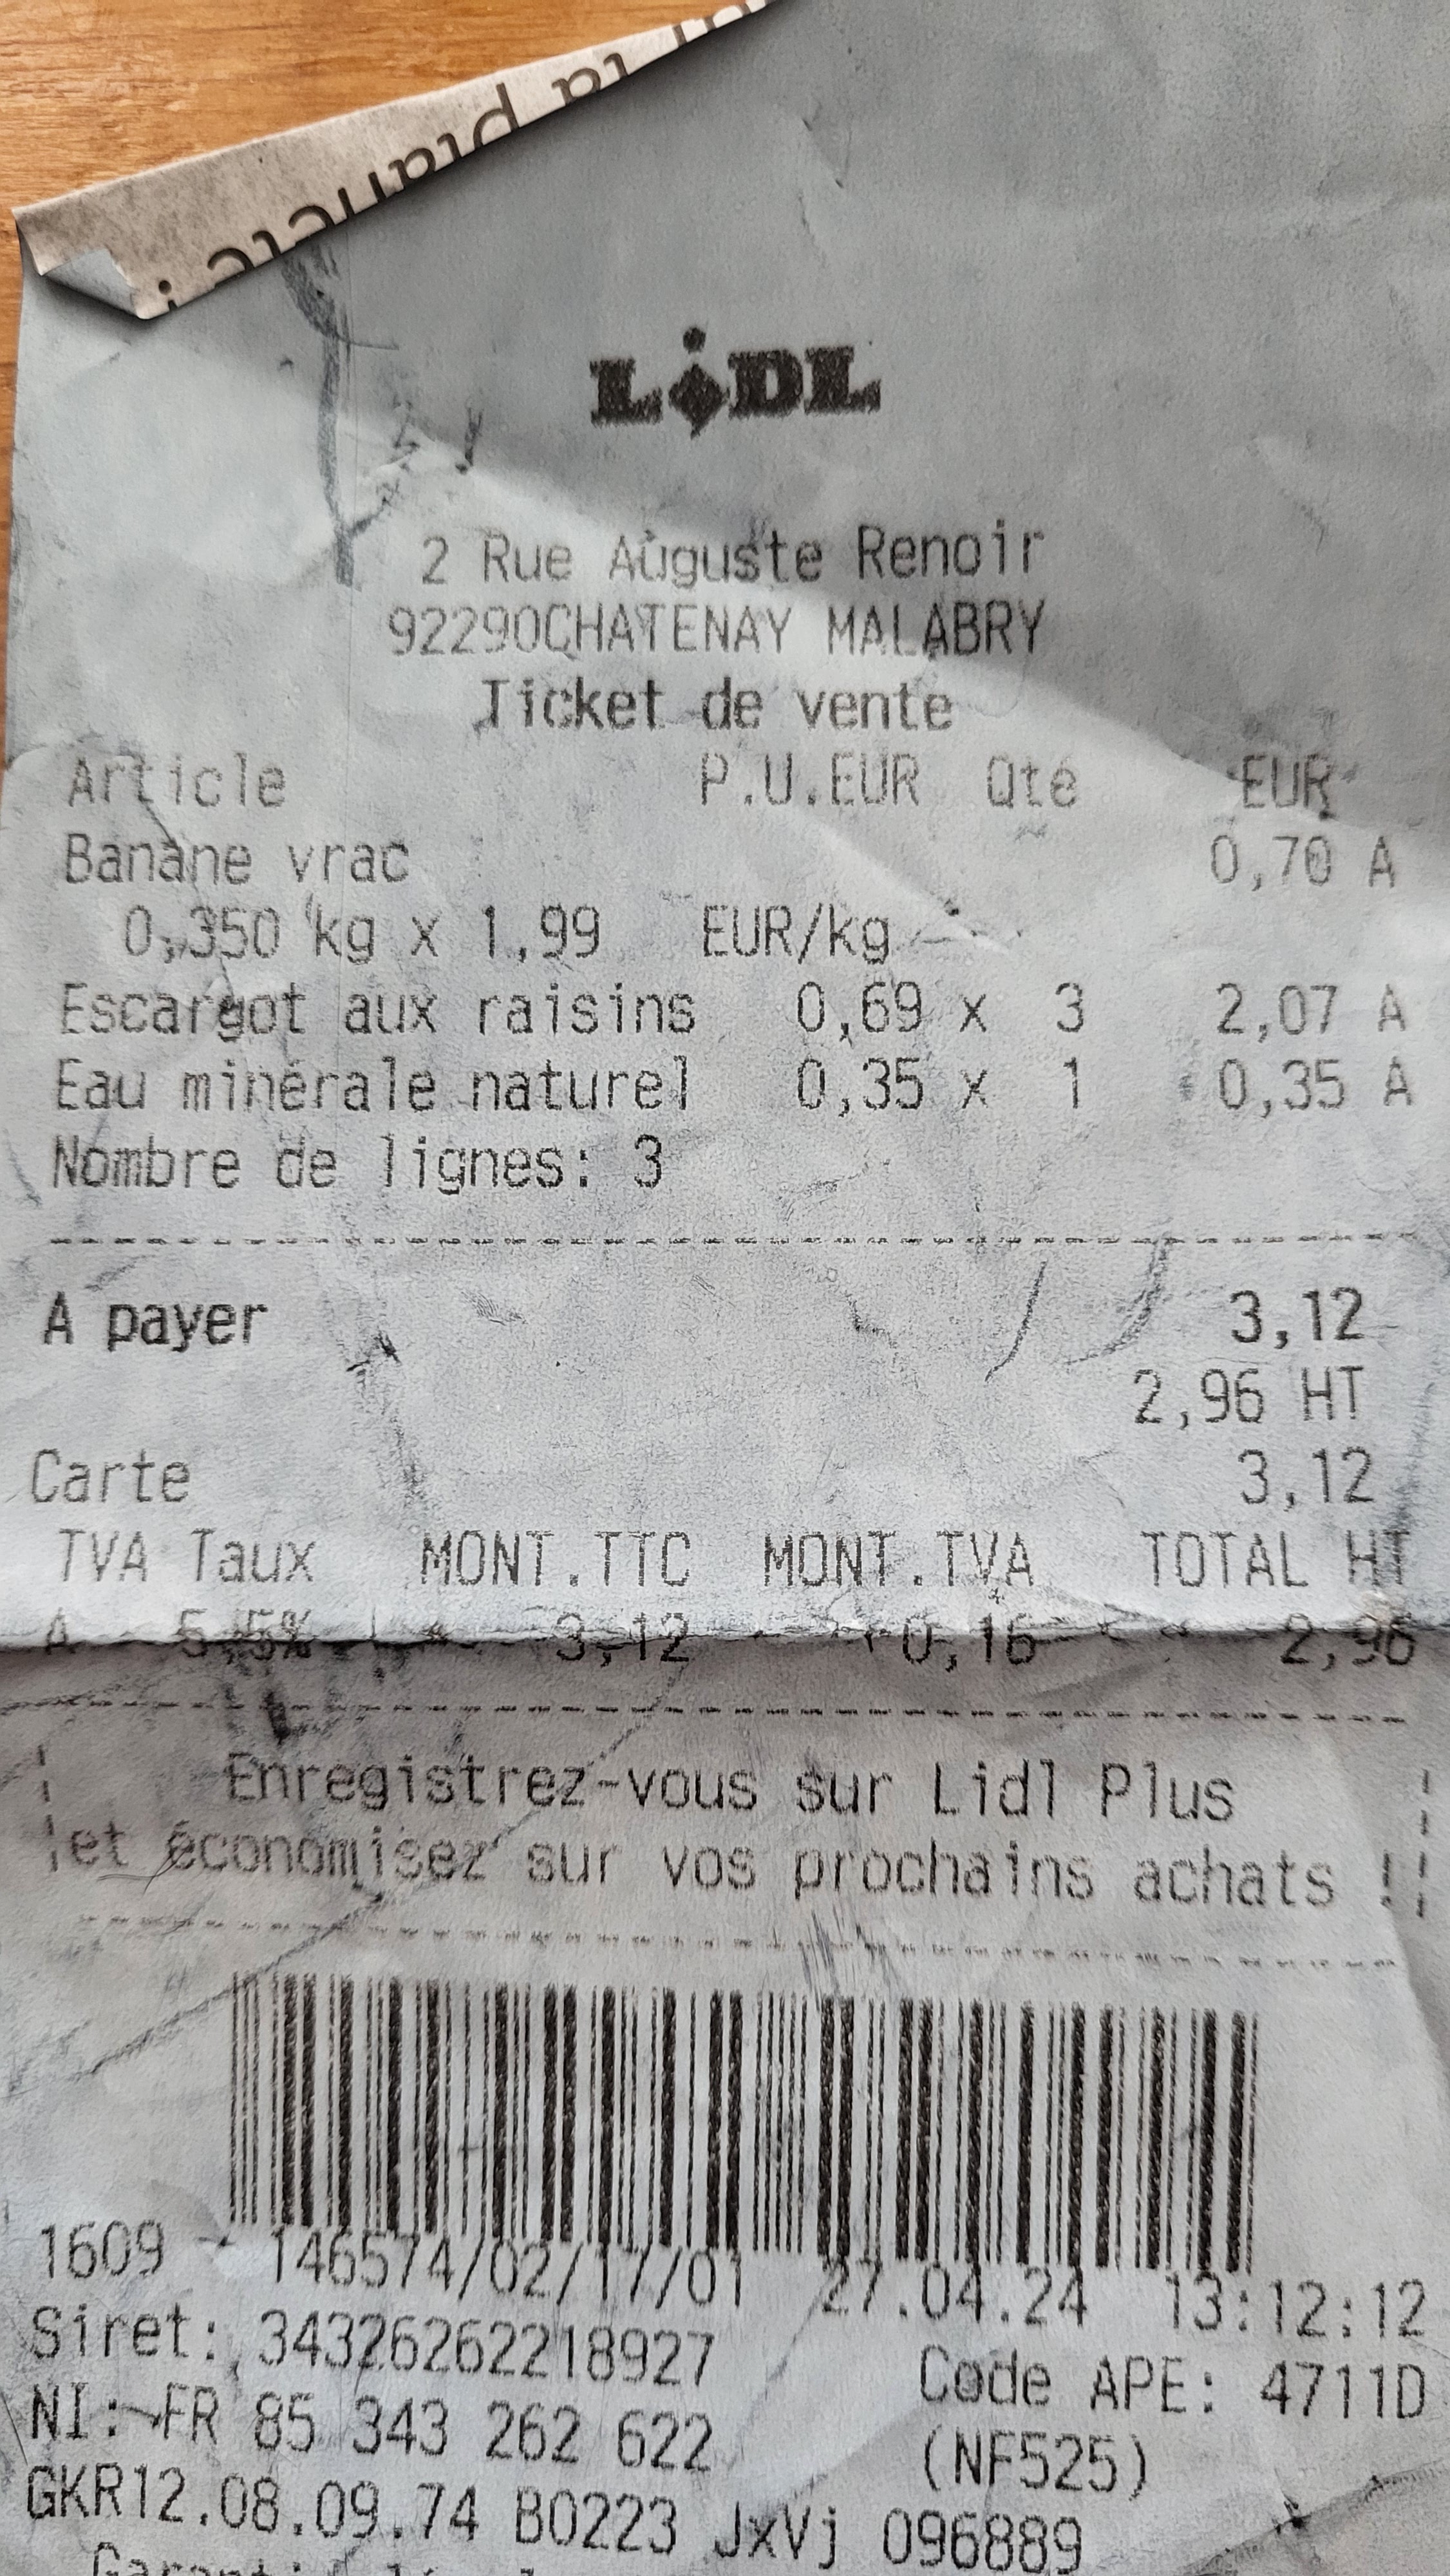 la planète !
LiDL
2 Rue Auguste Renoir
92290CHATENAY MALABRY
Ticket de vente
Article P.U.EUR Qté EUR
Banane vrac 0,70 A
0,350 kg x 1,99 EUR/kg
Escargot aux raisins 0,69 x 3 2,07 A
Eau minérale naturel 0,35 x 1 0,35 A
Nombre de lignes: 3
A payer 3,12
2,96 HT
Carte 3,12
TVA Taux MONT.TTC MONT.TVA TOTAL HT
A 5,5% 3,12 0,16 2,96
Enregistrez-vous sur Lidl Plus
et économisez sur vos prochains achats !
1609 146574/02/17/01 27.04.24 13:12:12
Siret: 34326262218927 Code APE: 4711D
NI: FR 85 343 262 622 (NF525)
GKR12.08.09.74 B0223 JxVj 096889